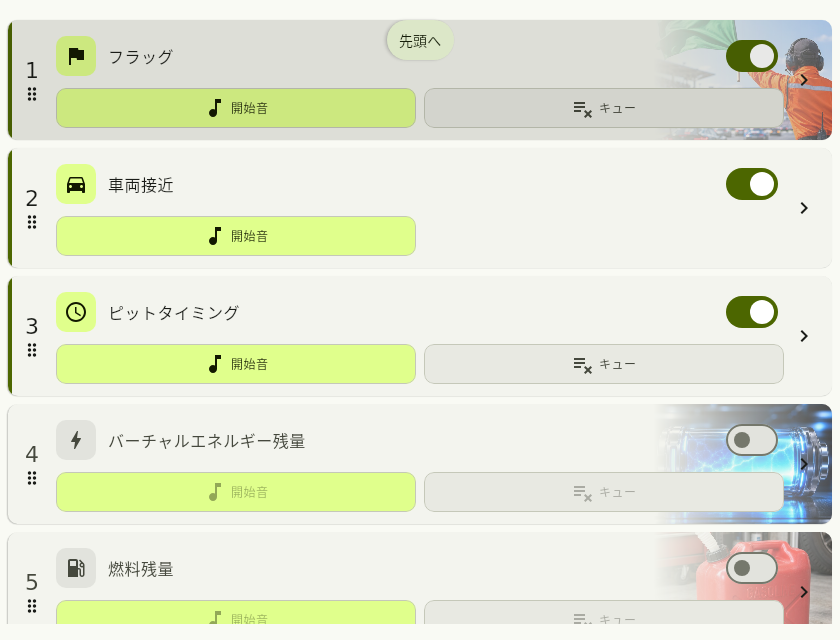 先頭へ
1
フラッグ
開始音
キュー
2
車両接近
開始音
3
ピットタイミング
開始音
キュー
4
バーチャルエネルギー残量
開始音
キュー
5
燃料残量
開始音
キュー